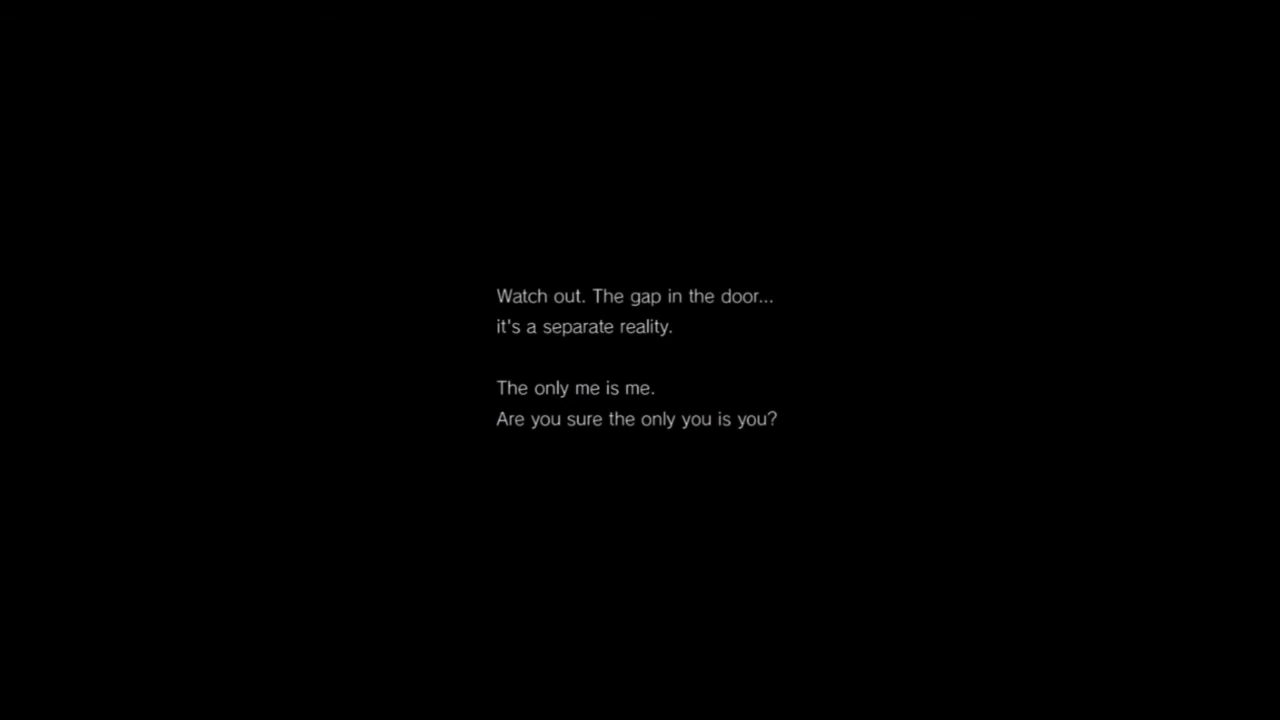 Watch out. The gap in the door...
it's a separate reality.
The only me is me.
Are you sure the only you is you?